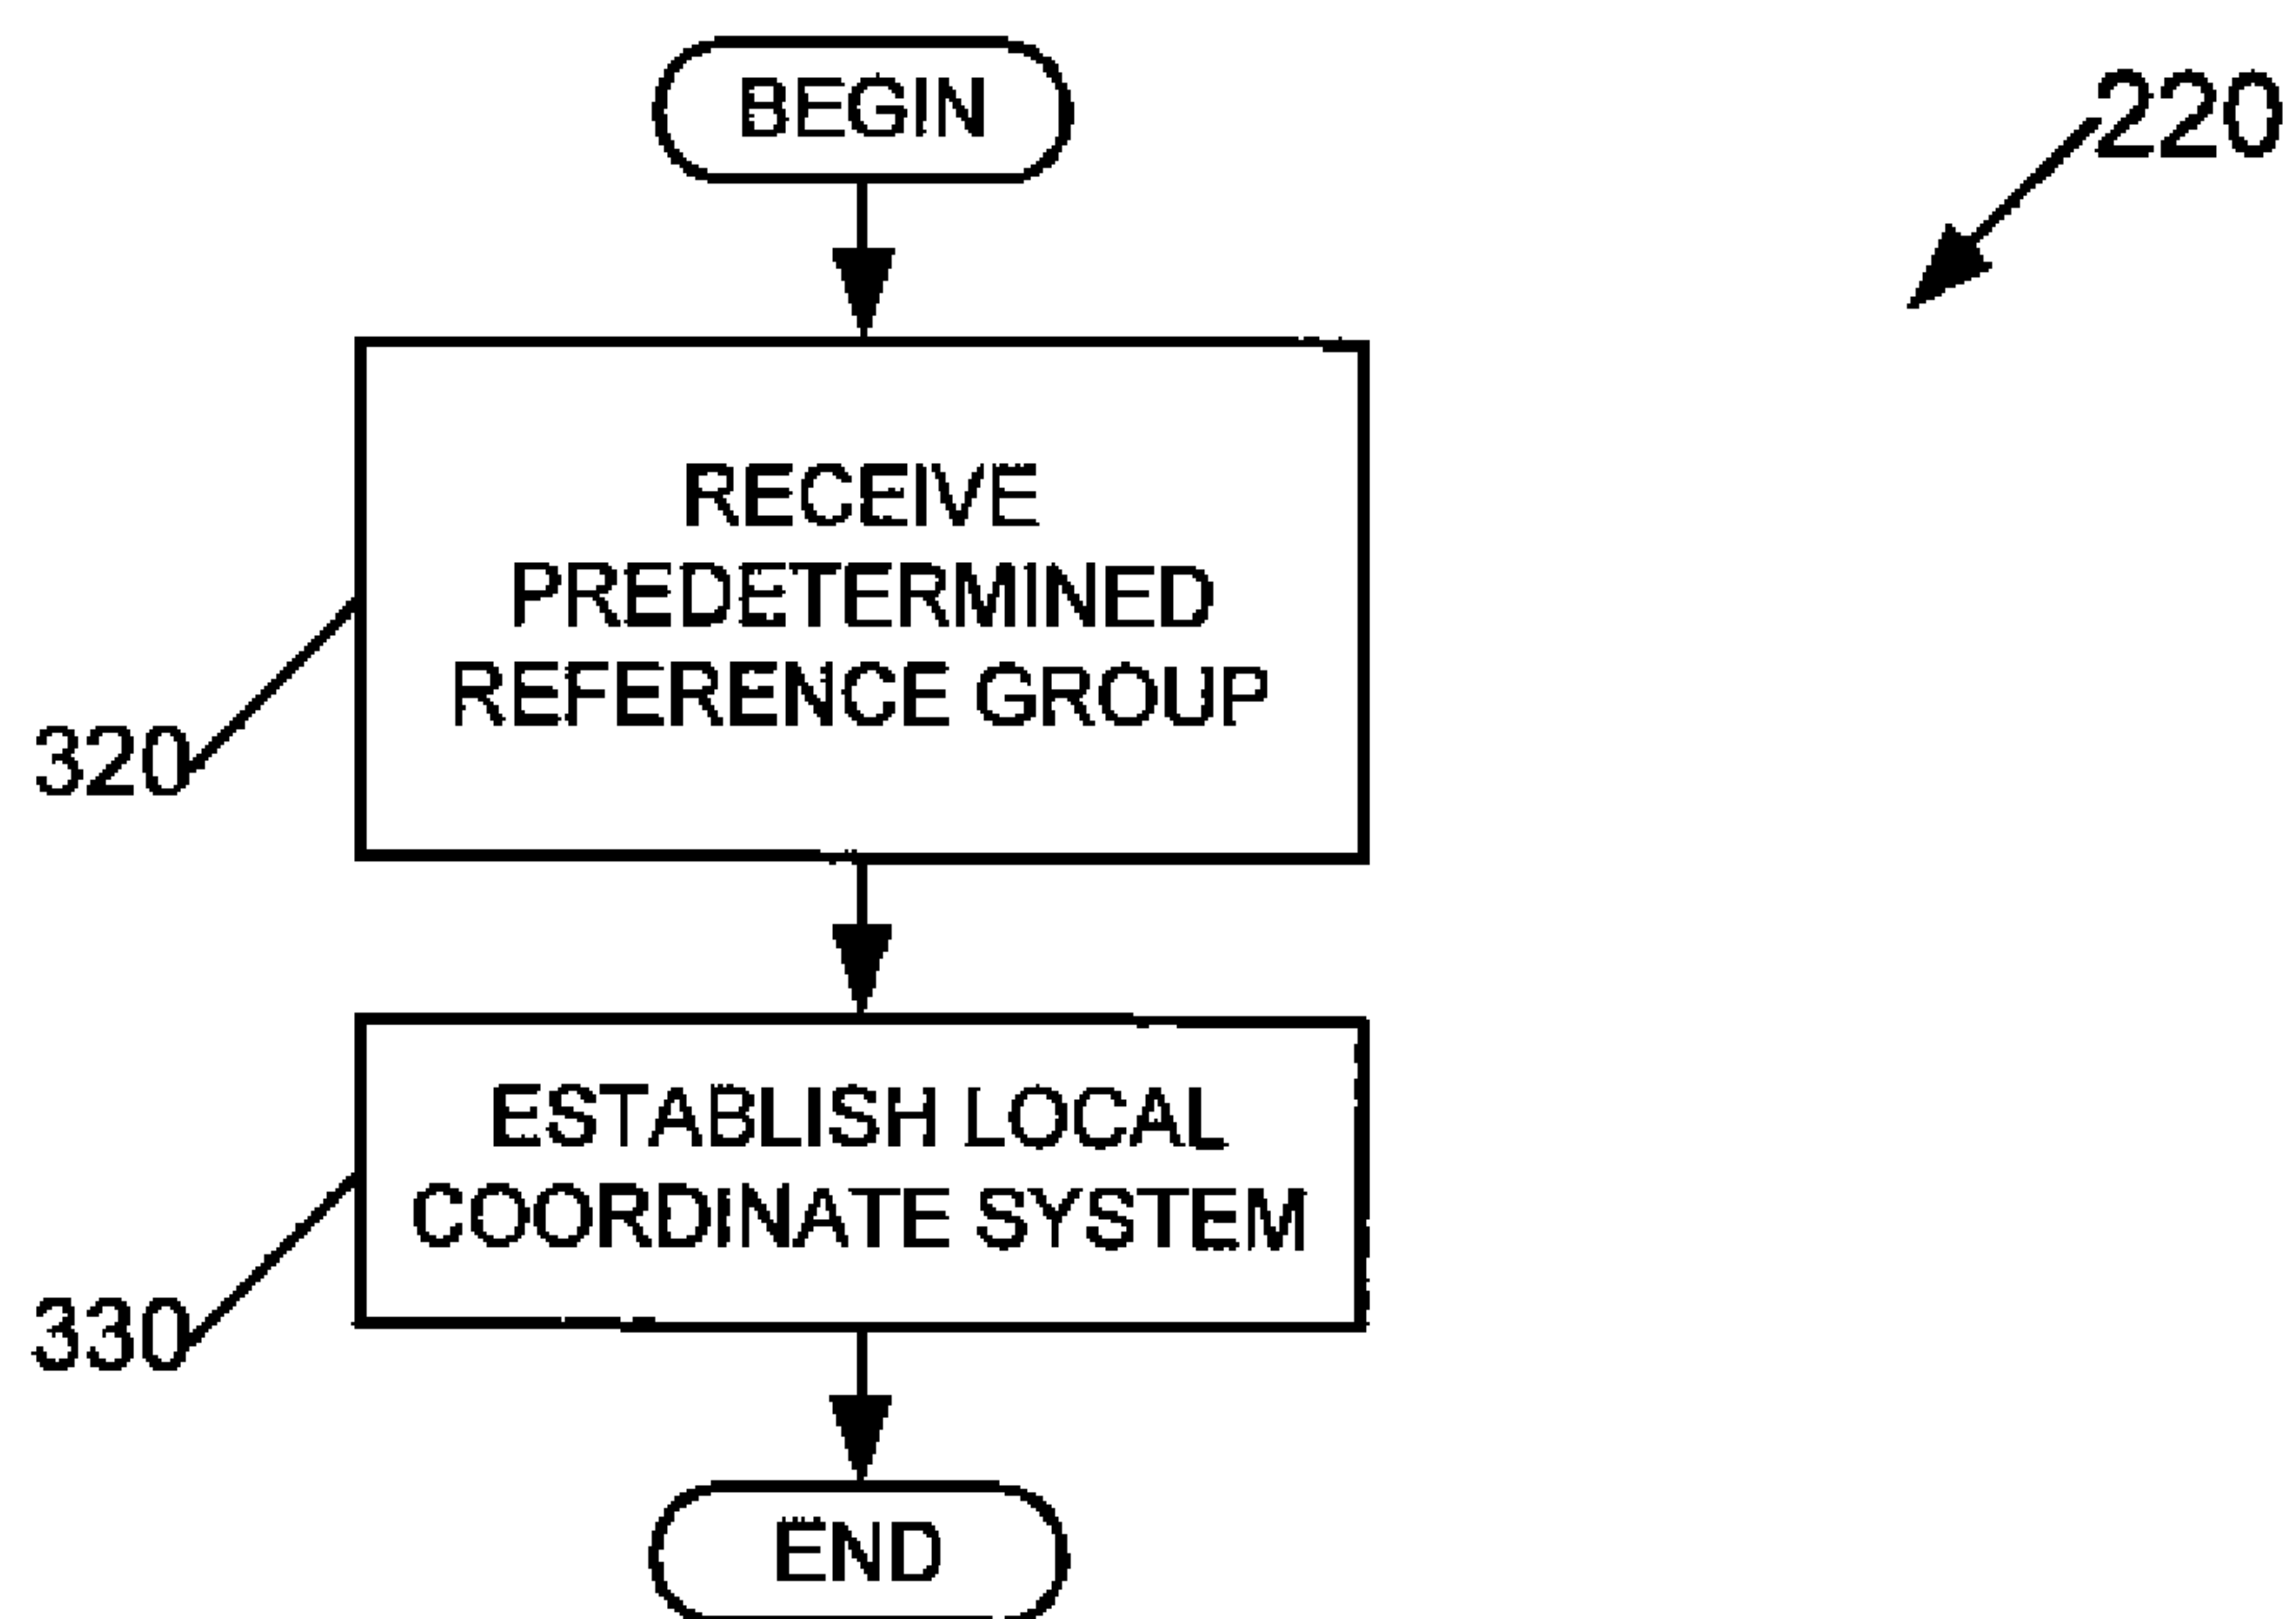 BEGIN
220
RECEIVE
PREDETERMINED
REFERENCE GROUP
320
ESTABLISH LOCAL
COORDINATE SYSTEM
330
END